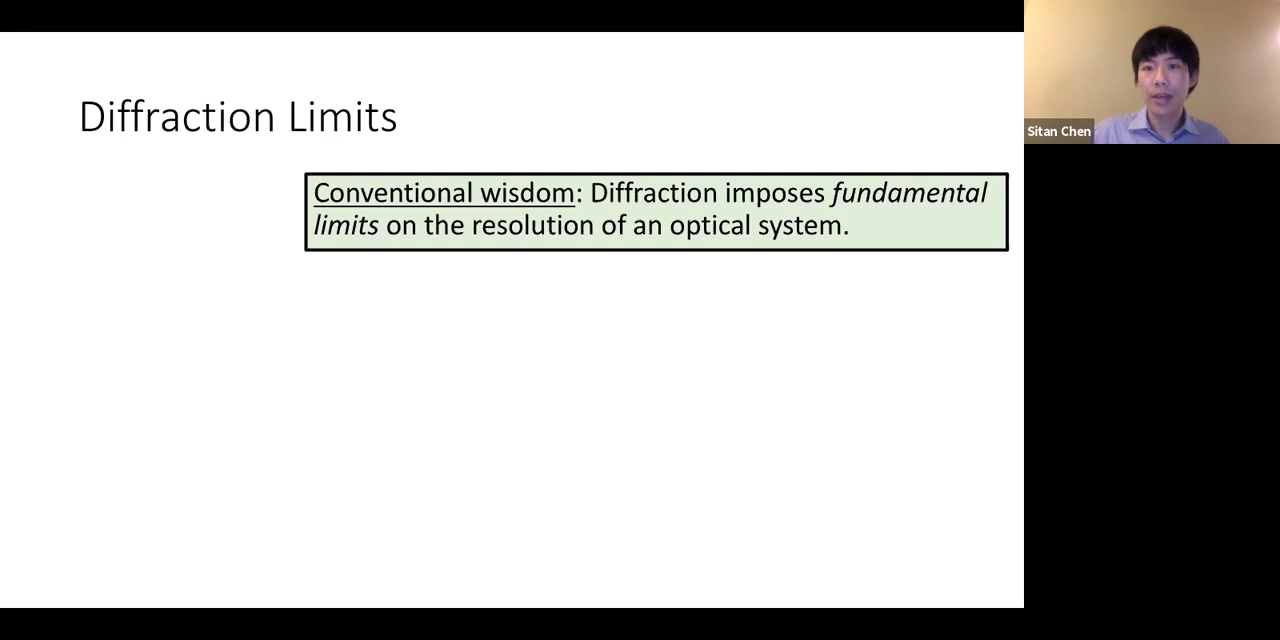 Diffraction Limits
Conventional wisdom: Diffraction imposes fundamental
limits on the resolution of an optical system.
Sitan Chen